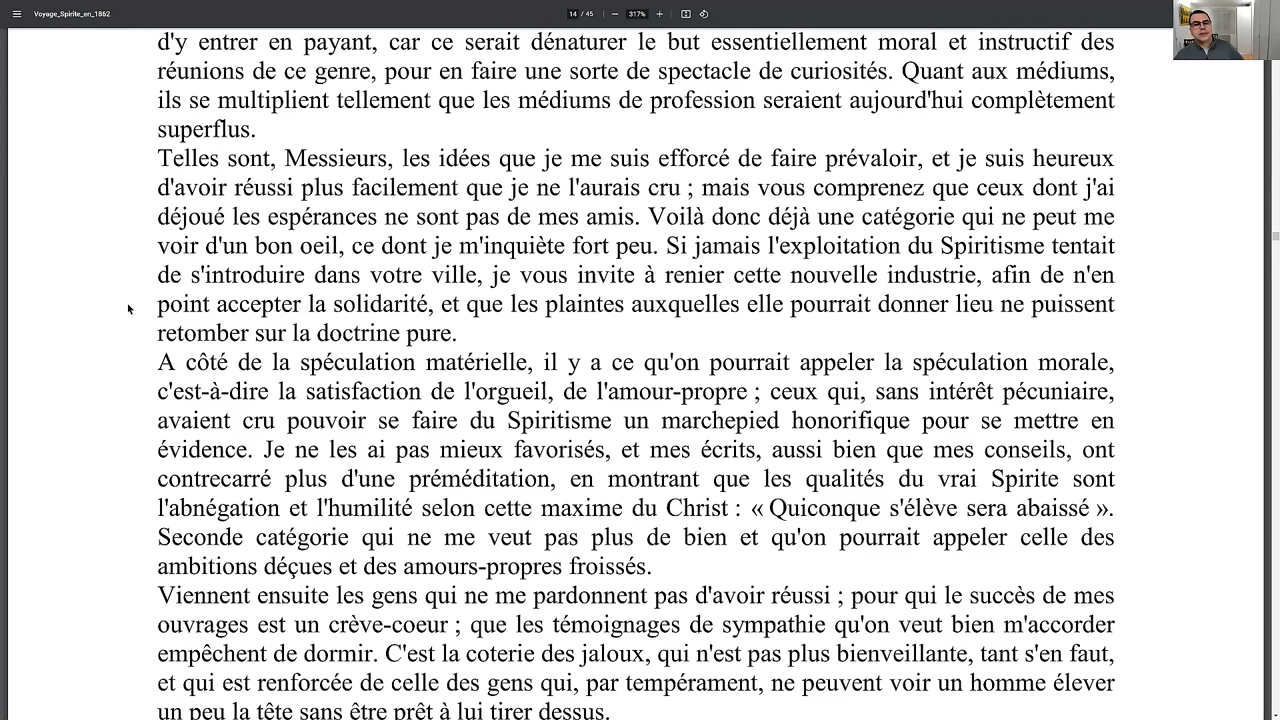 Voyage_Spirite_en_1862
14 / 45
317%
d'y entrer en payant, car ce serait dénaturer le but essentiellement moral et instructif des
réunions de ce genre, pour en faire une sorte de spectacle de curiosités. Quant aux médiums,
ils se multiplient tellement que les médiums de profession seraient aujourd'hui complètement
superflus.
Telles sont, Messieurs, les idées que je me suis efforcé de faire prévaloir, et je suis heureux
d'avoir réussi plus facilement que je ne l'aurais cru ; mais vous comprenez que ceux dont j'ai
déjoué les espérances ne sont pas de mes amis. Voilà donc déjà une catégorie qui ne peut me
voir d'un bon oeil, ce dont je m'inquiète fort peu. Si jamais l'exploitation du Spiritisme tentait
de s'introduire dans votre ville, je vous invite à renier cette nouvelle industrie, afin de n'en
point accepter la solidarité, et que les plaintes auxquelles elle pourrait donner lieu ne puissent
retomber sur la doctrine pure.
A côté de la spéculation matérielle, il y a ce qu'on pourrait appeler la spéculation morale,
c'est-à-dire la satisfaction de l'orgueil, de l'amour-propre ; ceux qui, sans intérêt pécuniaire,
avaient cru pouvoir se faire du Spiritisme un marchepied honorifique pour se mettre en
évidence. Je ne les ai pas mieux favorisés, et mes écrits, aussi bien que mes conseils, ont
contrecarré plus d'une préméditation, en montrant que les qualités du vrai Spirite sont
l'abnégation et l'humilité selon cette maxime du Christ : « Quiconque s'élève sera abaissé ».
Seconde catégorie qui ne me veut pas plus de bien et qu'on pourrait appeler celle des
ambitions déçues et des amours-propres froissés.
Viennent ensuite les gens qui ne me pardonnent pas d'avoir réussi ; pour qui le succès de mes
ouvrages est un crève-coeur ; que les témoignages de sympathie qu'on veut bien m'accorder
empêchent de dormir. C'est la coterie des jaloux, qui n'est pas plus bienveillante, tant s'en faut,
et qui est renforcée de celle des gens qui, par tempérament, ne peuvent voir un homme élever
un peu la tête sans être prêt à lui tirer dessus.